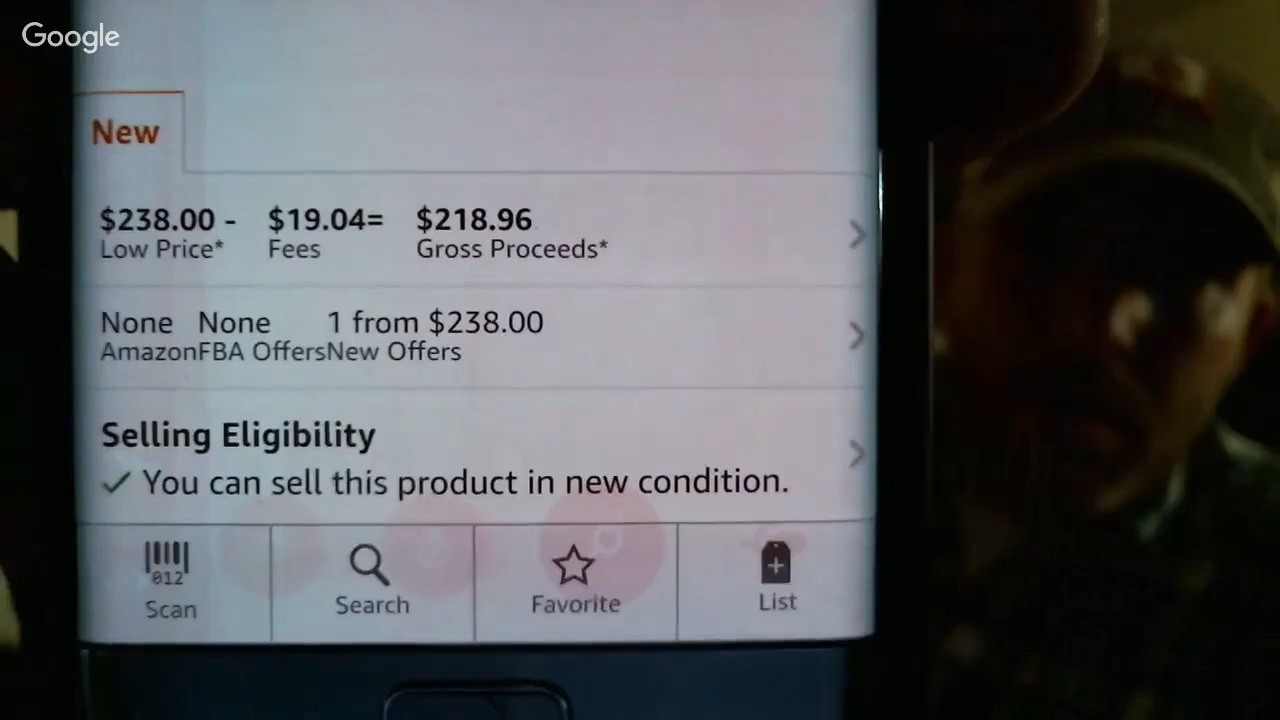 Google
New
$238.00 - $19.04= $218.96
Low Price* Fees Gross Proceeds*
None None 1 from $238.00
AmazonFBA OffersNew Offers
Selling Eligibility
✓ You can sell this product in new condition.
012
Scan Search Favorite List